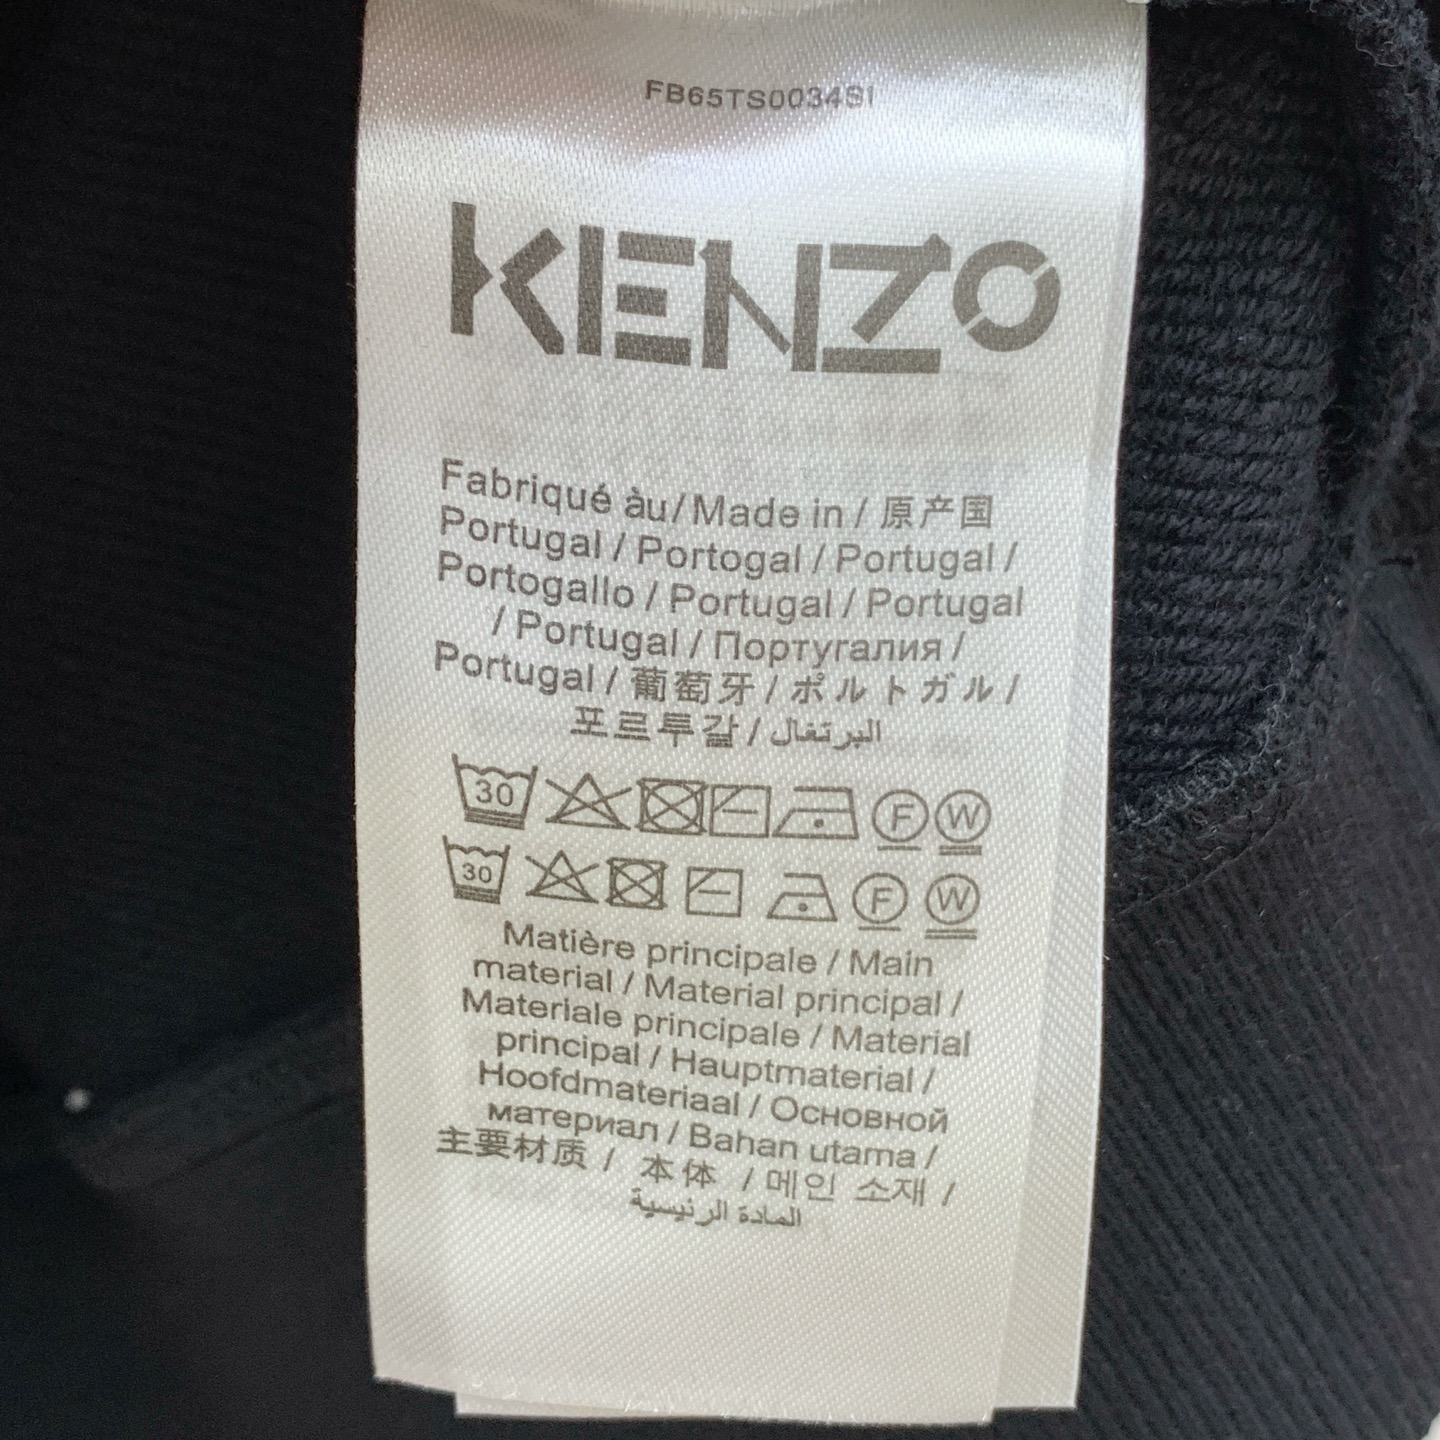 FB65TS0034SI
KENZO
Fabriqué àu/Made in/原产国
Portugal / Portogal / Portugal /
Portogallo / Portugal / Portugal
/ Portugal / Португалия /
Portugal / 葡萄牙 / ポルトガル /
포르투갈 / البرتغال
30 F W
30 F W
Matière principale / Main
material / Material principal /
Materiale principale / Material
principal / Hauptmaterial /
Hoofdmateriaal / Основной
материал / Bahan utama /
主要材质 / 本体 / 메인 소재 /
المادة الرئيسية